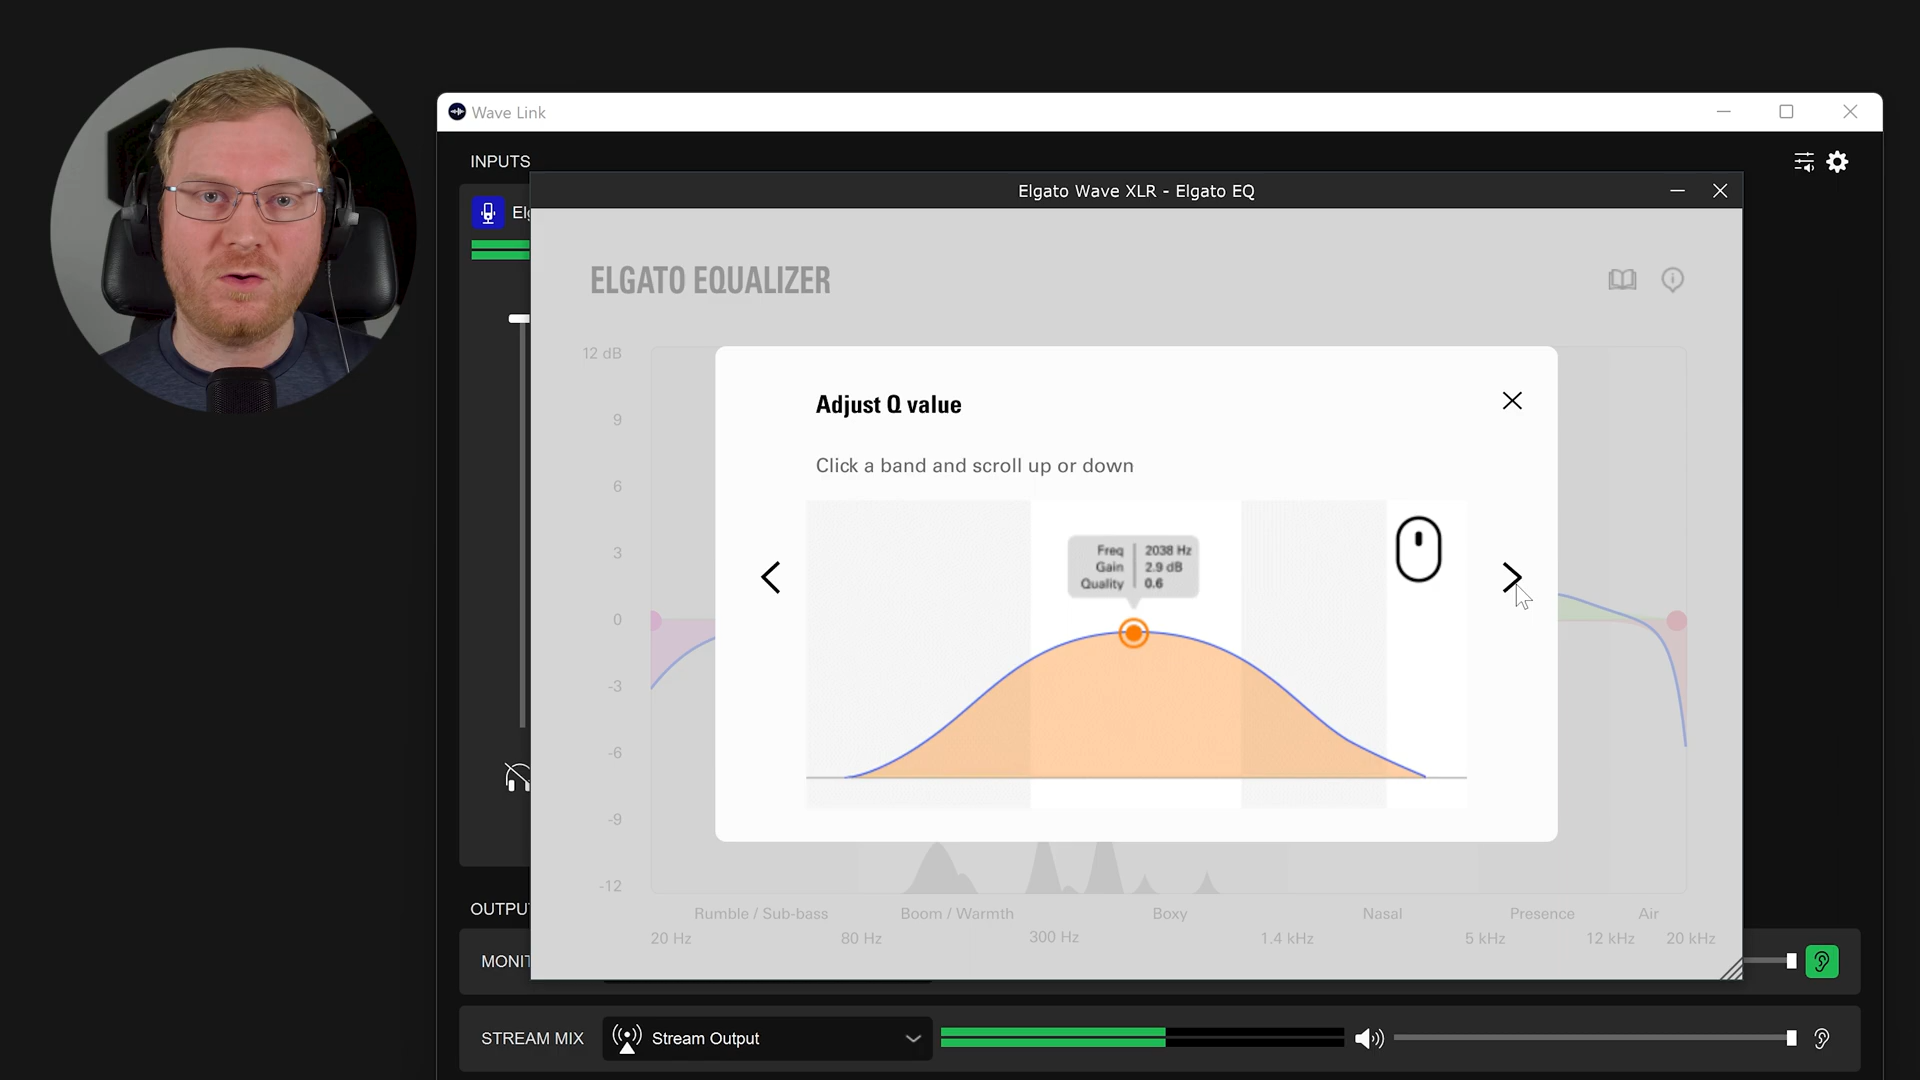 Wave Link
INPUTS
Elgato Wave XLR - Elgato EQ
Elg
ELGATO EQUALIZER
12 dB
9
6
3
0
-3
-6
-9
-12
Adjust Q value
Click a band and scroll up or down
Freq 2038 Hz
Gain 2.9 dB
Quality 0.6
Rumble / Sub-bass Boom / Warmth Boxy Nasal Presence Air
20 Hz 80 Hz 300 Hz 1.4 kHz 5 kHz 12 kHz 20 kHz
OUTPU
MONIT
STREAM MIX Stream Output